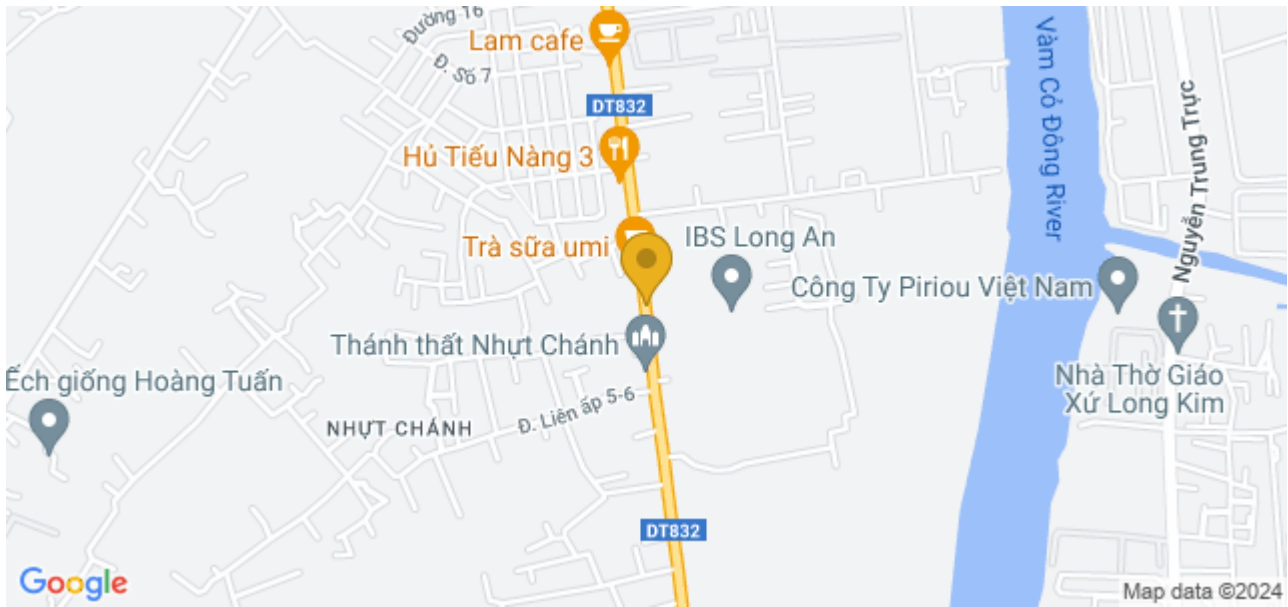 Đường 16
Lam cafe
Đ. Số 7
DT832
Hủ Tiếu Nàng 3
Trà sữa umi
IBS Long An
Vàm Cỏ Đông River
Nguyễn Trung Trực
Công Ty Piriou Việt Nam
Thánh thất Nhựt Chánh
Ếch giống Hoàng Tuấn
Đ. Liên ấp 5-6
NHỰT CHÁNH
Nhà Thờ Giáo
Xứ Long Kim
DT832
Google
Map data ©2024